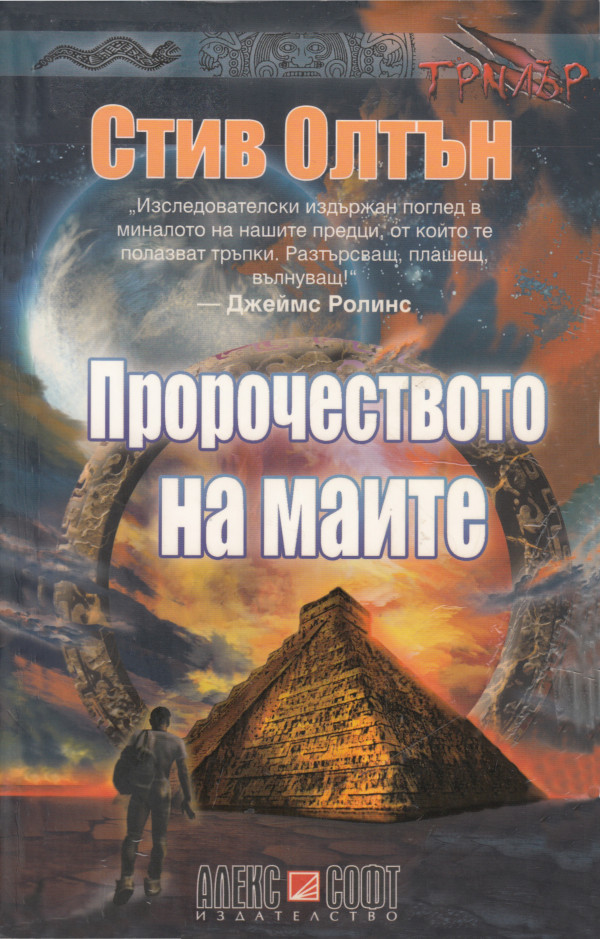 ТРИЛЪР
Стив Олтън
„Изследователски издържан поглед в
миналото на нашите предци, от който те
полазват тръпки. Разтърсващ, плашещ,
вълнуващ!“
— Джеймс Ролинс
Пророчеството
на маите
АЛЕКС СОФТ
ИЗДАТЕЛСТВО